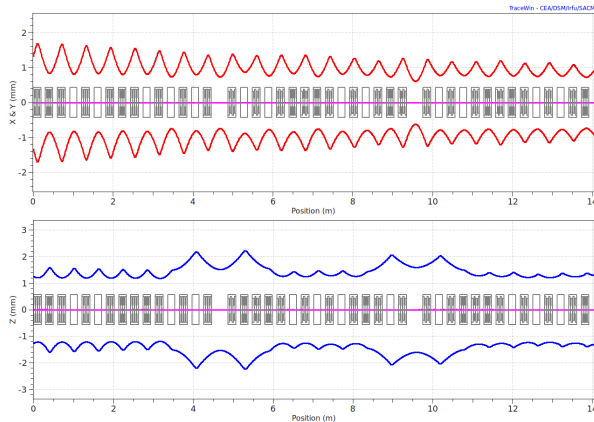 TraceWin - CEA/DSM/Irfu/SACM
X & Y (mm)
2
1
0
-1
-2
0 2 4 6 8 10 12 14
Position (m)
Z (mm)
3
2
1
0
-1
-2
-3
0 2 4 6 8 10 12 14
Position (m)